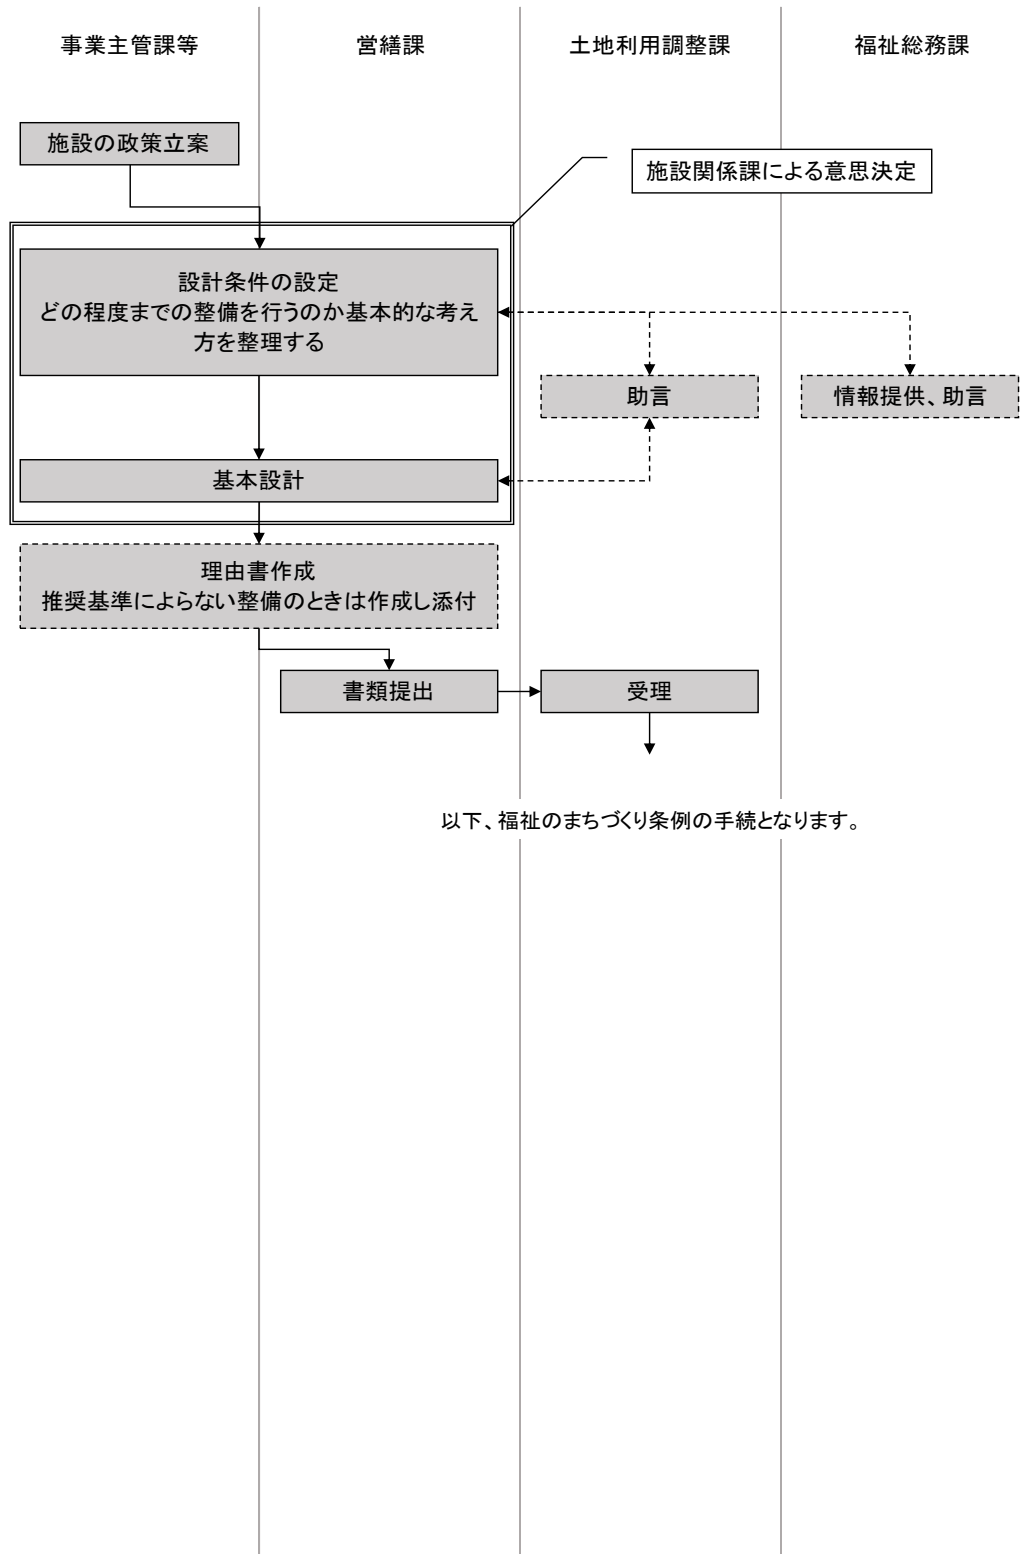 事業主管課等
営繕課
土地利用調整課
福祉総務課
施設の政策立案
施設関係課による意思決定
設計条件の設定
どの程度までの整備を行うのか基本的な考え
方を整理する
助言
情報提供、助言
基本設計
理由書作成
推奨基準によらない整備のときは作成し添付
書類提出
受理
以下、福祉のまちづくり条例の手続となります。